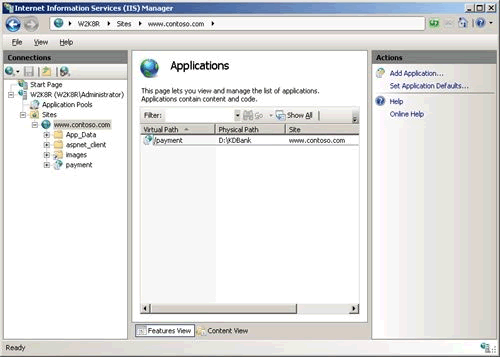 Internet Information Services (IIS) Manager
W2K8R ▸ Sites ▸ www.contoso.com ▸
File View Help
Connections
Start Page
W2K8R (W2K8R\Administrator)
Application Pools
Sites
www.contoso.com
App_Data
aspnet_client
images
payment
Applications
This page lets you view and manage the list of applications.
Applications contain content and code.
Filter: Go Show All
Virtual Path Physical Path Site
/payment D:\KDBank www.contoso.com
Features View Content View
Actions
Add Application...
Set Application Defaults...
Help
Online Help
Ready